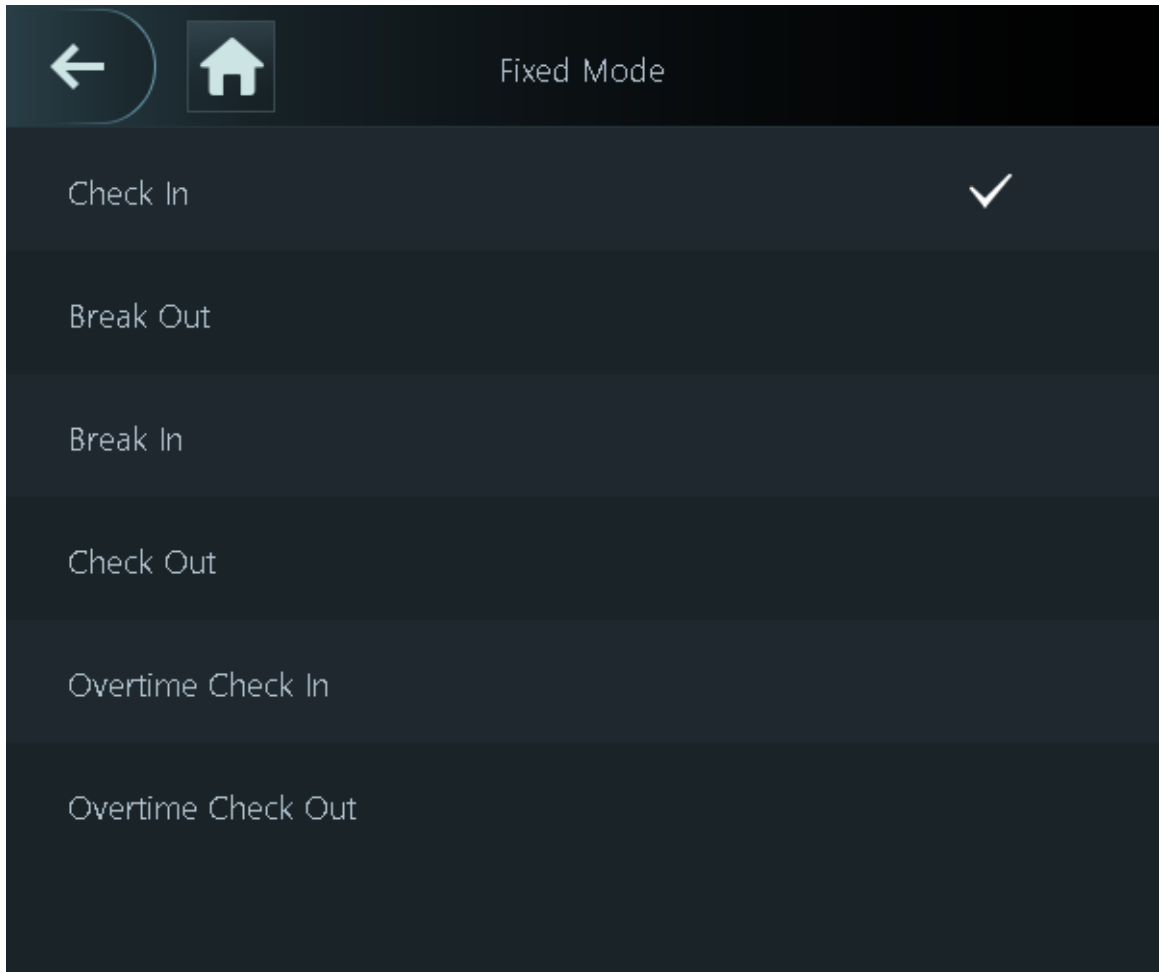 Fixed Mode
Check In
Break Out
Break In
Check Out
Overtime Check In
Overtime Check Out